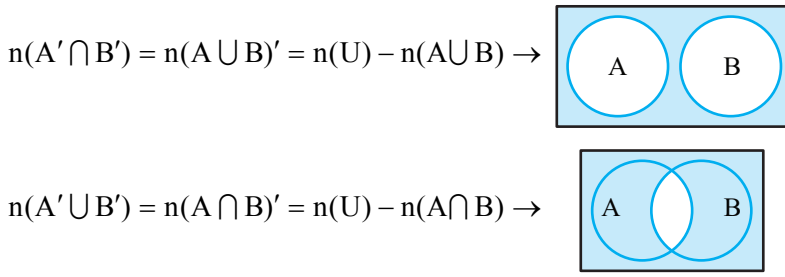 n(A′ ⋂ B′) = n(A ⋃ B)′ = n(U) − n(A⋃ B) → A B
n(A′ ⋃ B′) = n(A ⋂ B)′ = n(U) − n(A⋂ B) → A B